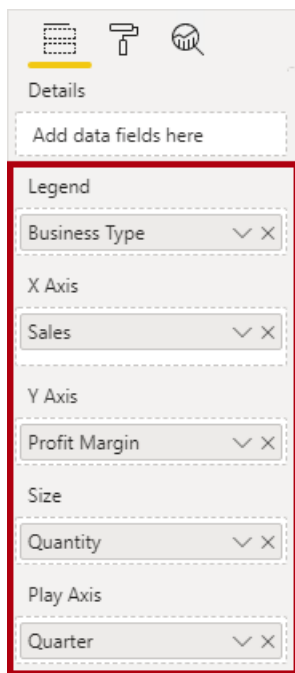 Details
Add data fields here
Legend
Business Type
X Axis
Sales
Y Axis
Profit Margin
Size
Quantity
Play Axis
Quarter